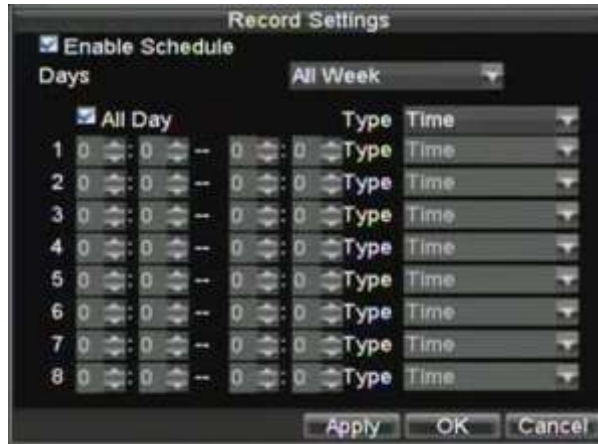 Record Settings
Enable Schedule
Days All Week
All Day Type Time
1 0 : 0 -- 0 : 0 Type Time
2 0 : 0 -- 0 : 0 Type Time
3 0 : 0 -- 0 : 0 Type Time
4 0 : 0 -- 0 : 0 Type Time
5 0 : 0 -- 0 : 0 Type Time
6 0 : 0 -- 0 : 0 Type Time
7 0 : 0 -- 0 : 0 Type Time
8 0 : 0 -- 0 : 0 Type Time
Apply OK Cancel